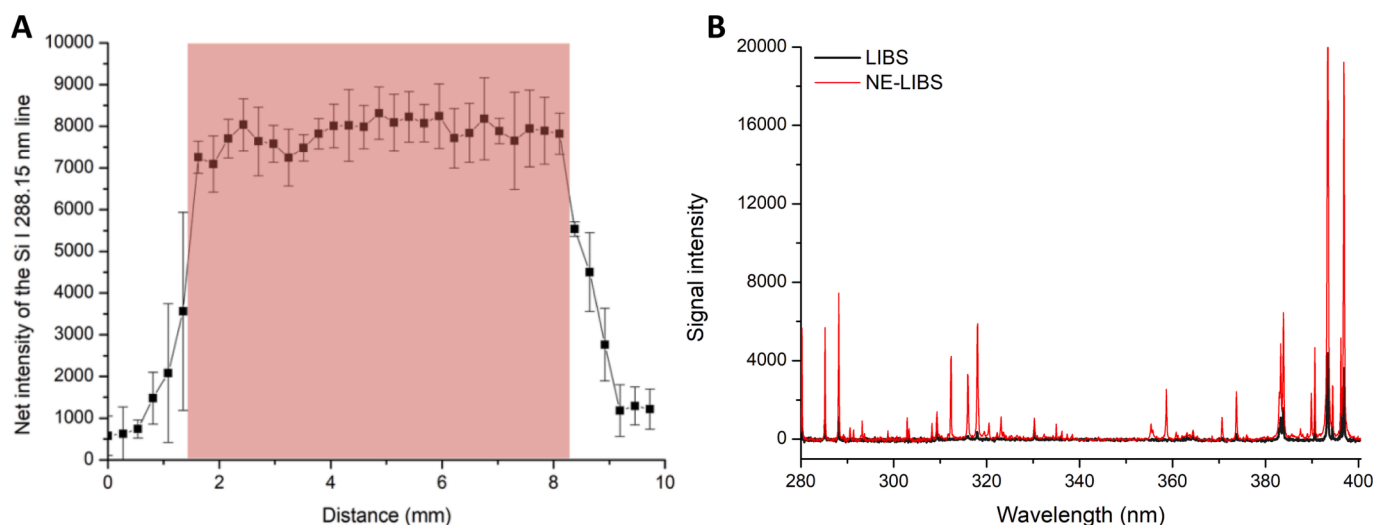 A
Net intensity of the Si I 288.15 nm line
10000
9000
8000
7000
6000
5000
4000
3000
2000
1000
0
0 2 4 6 8 10
Distance (mm)
B
LIBS
NE-LIBS
Signal intensity
20000
16000
12000
8000
4000
0
280 300 320 340 360 380 400
Wavelength (nm)